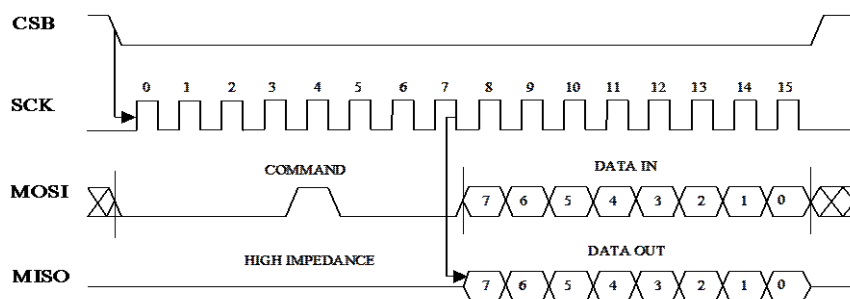 CSB
0 1 2 3 4 5 6 7 8 9 10 11 12 13 14 15
SCK
COMMAND DATA IN
MOSI 7 6 5 4 3 2 1 0
HIGH IMPEDANCE DATA OUT
MISO 7 6 5 4 3 2 1 0